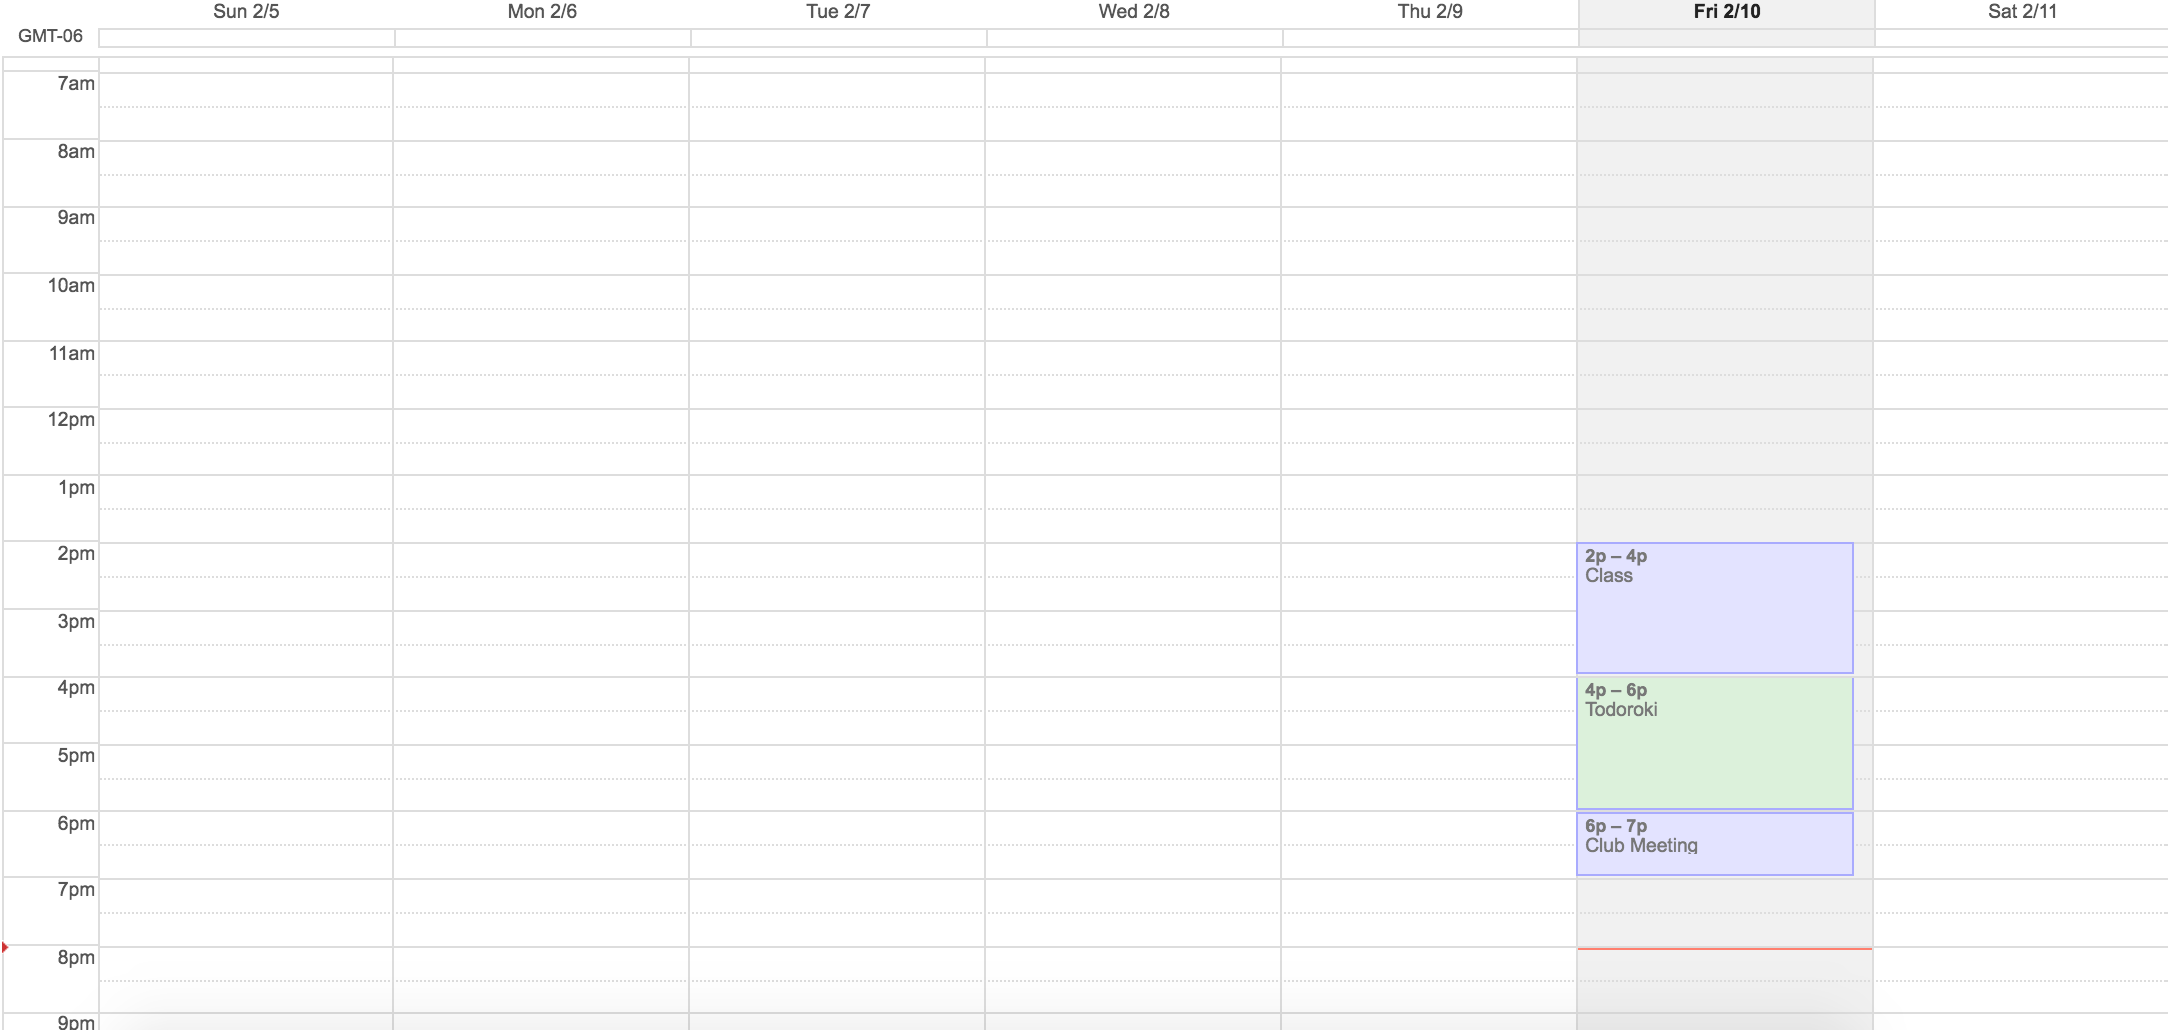 Sun 2/5 Mon 2/6 Tue 2/7 Wed 2/8 Thu 2/9 Fri 2/10 Sat 2/11
GMT-06
7am
8am
9am
10am
11am
12pm
1pm
2pm
2p – 4p
Class
3pm
4pm
4p – 6p
Todoroki
5pm
6pm
6p – 7p
Club Meeting
7pm
8pm
9pm